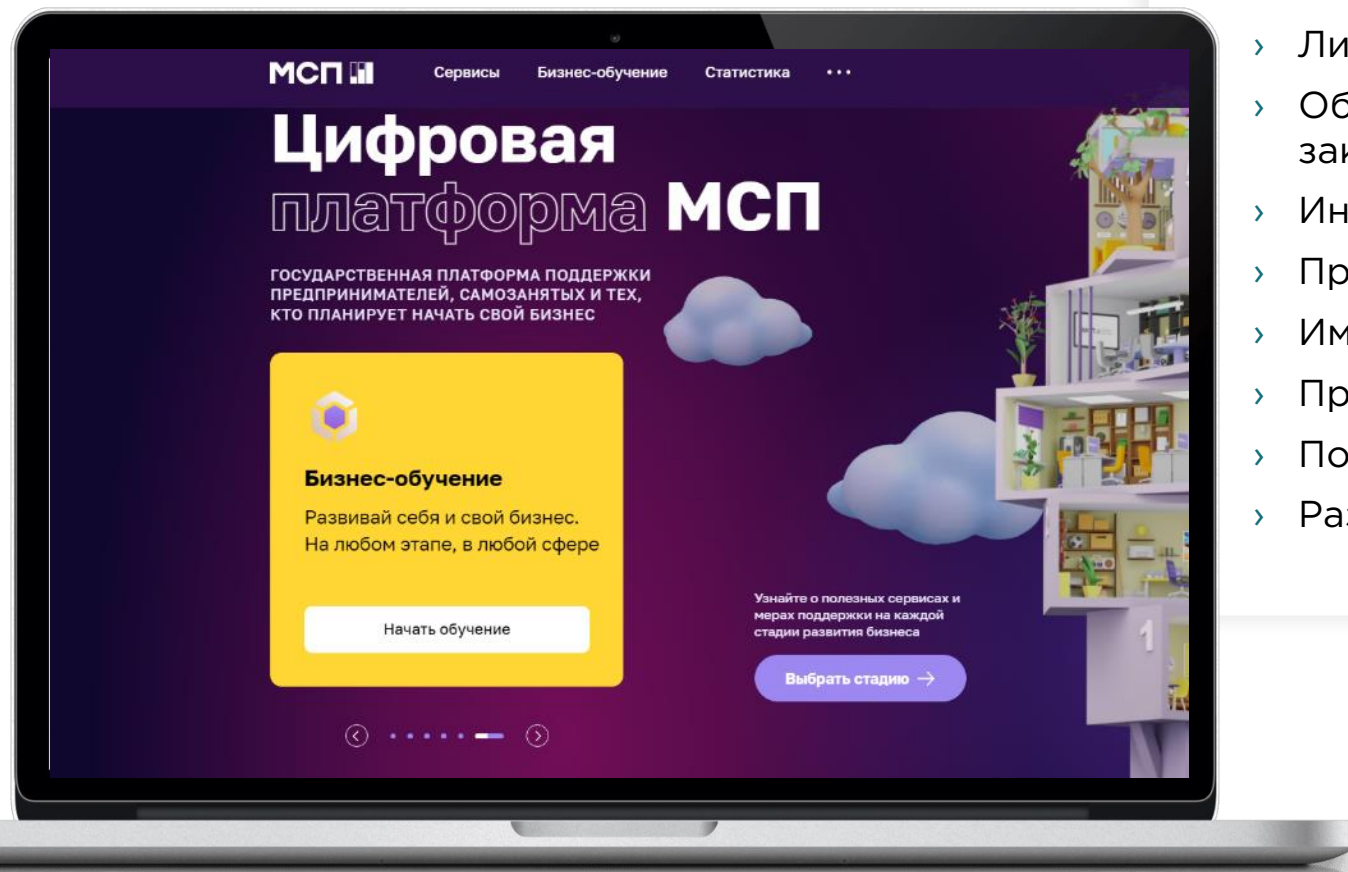 МСП
Сервисы Бизнес-обучение Статистика ...
Цифровая
платформа МСП
ГОСУДАРСТВЕННАЯ ПЛАТФОРМА ПОДДЕРЖКИ
ПРЕДПРИНИМАТЕЛЕЙ, САМОЗАНЯТЫХ И ТЕХ,
КТО ПЛАНИРУЕТ НАЧАТЬ СВОЙ БИЗНЕС
Бизнес-обучение
Развивай себя и свой бизнес.
На любом этапе, в любой сфере
Начать обучение
Узнайте о полезных сервисах и
мерах поддержки на каждой
стадии развития бизнеса
Выбрать стадию →
1